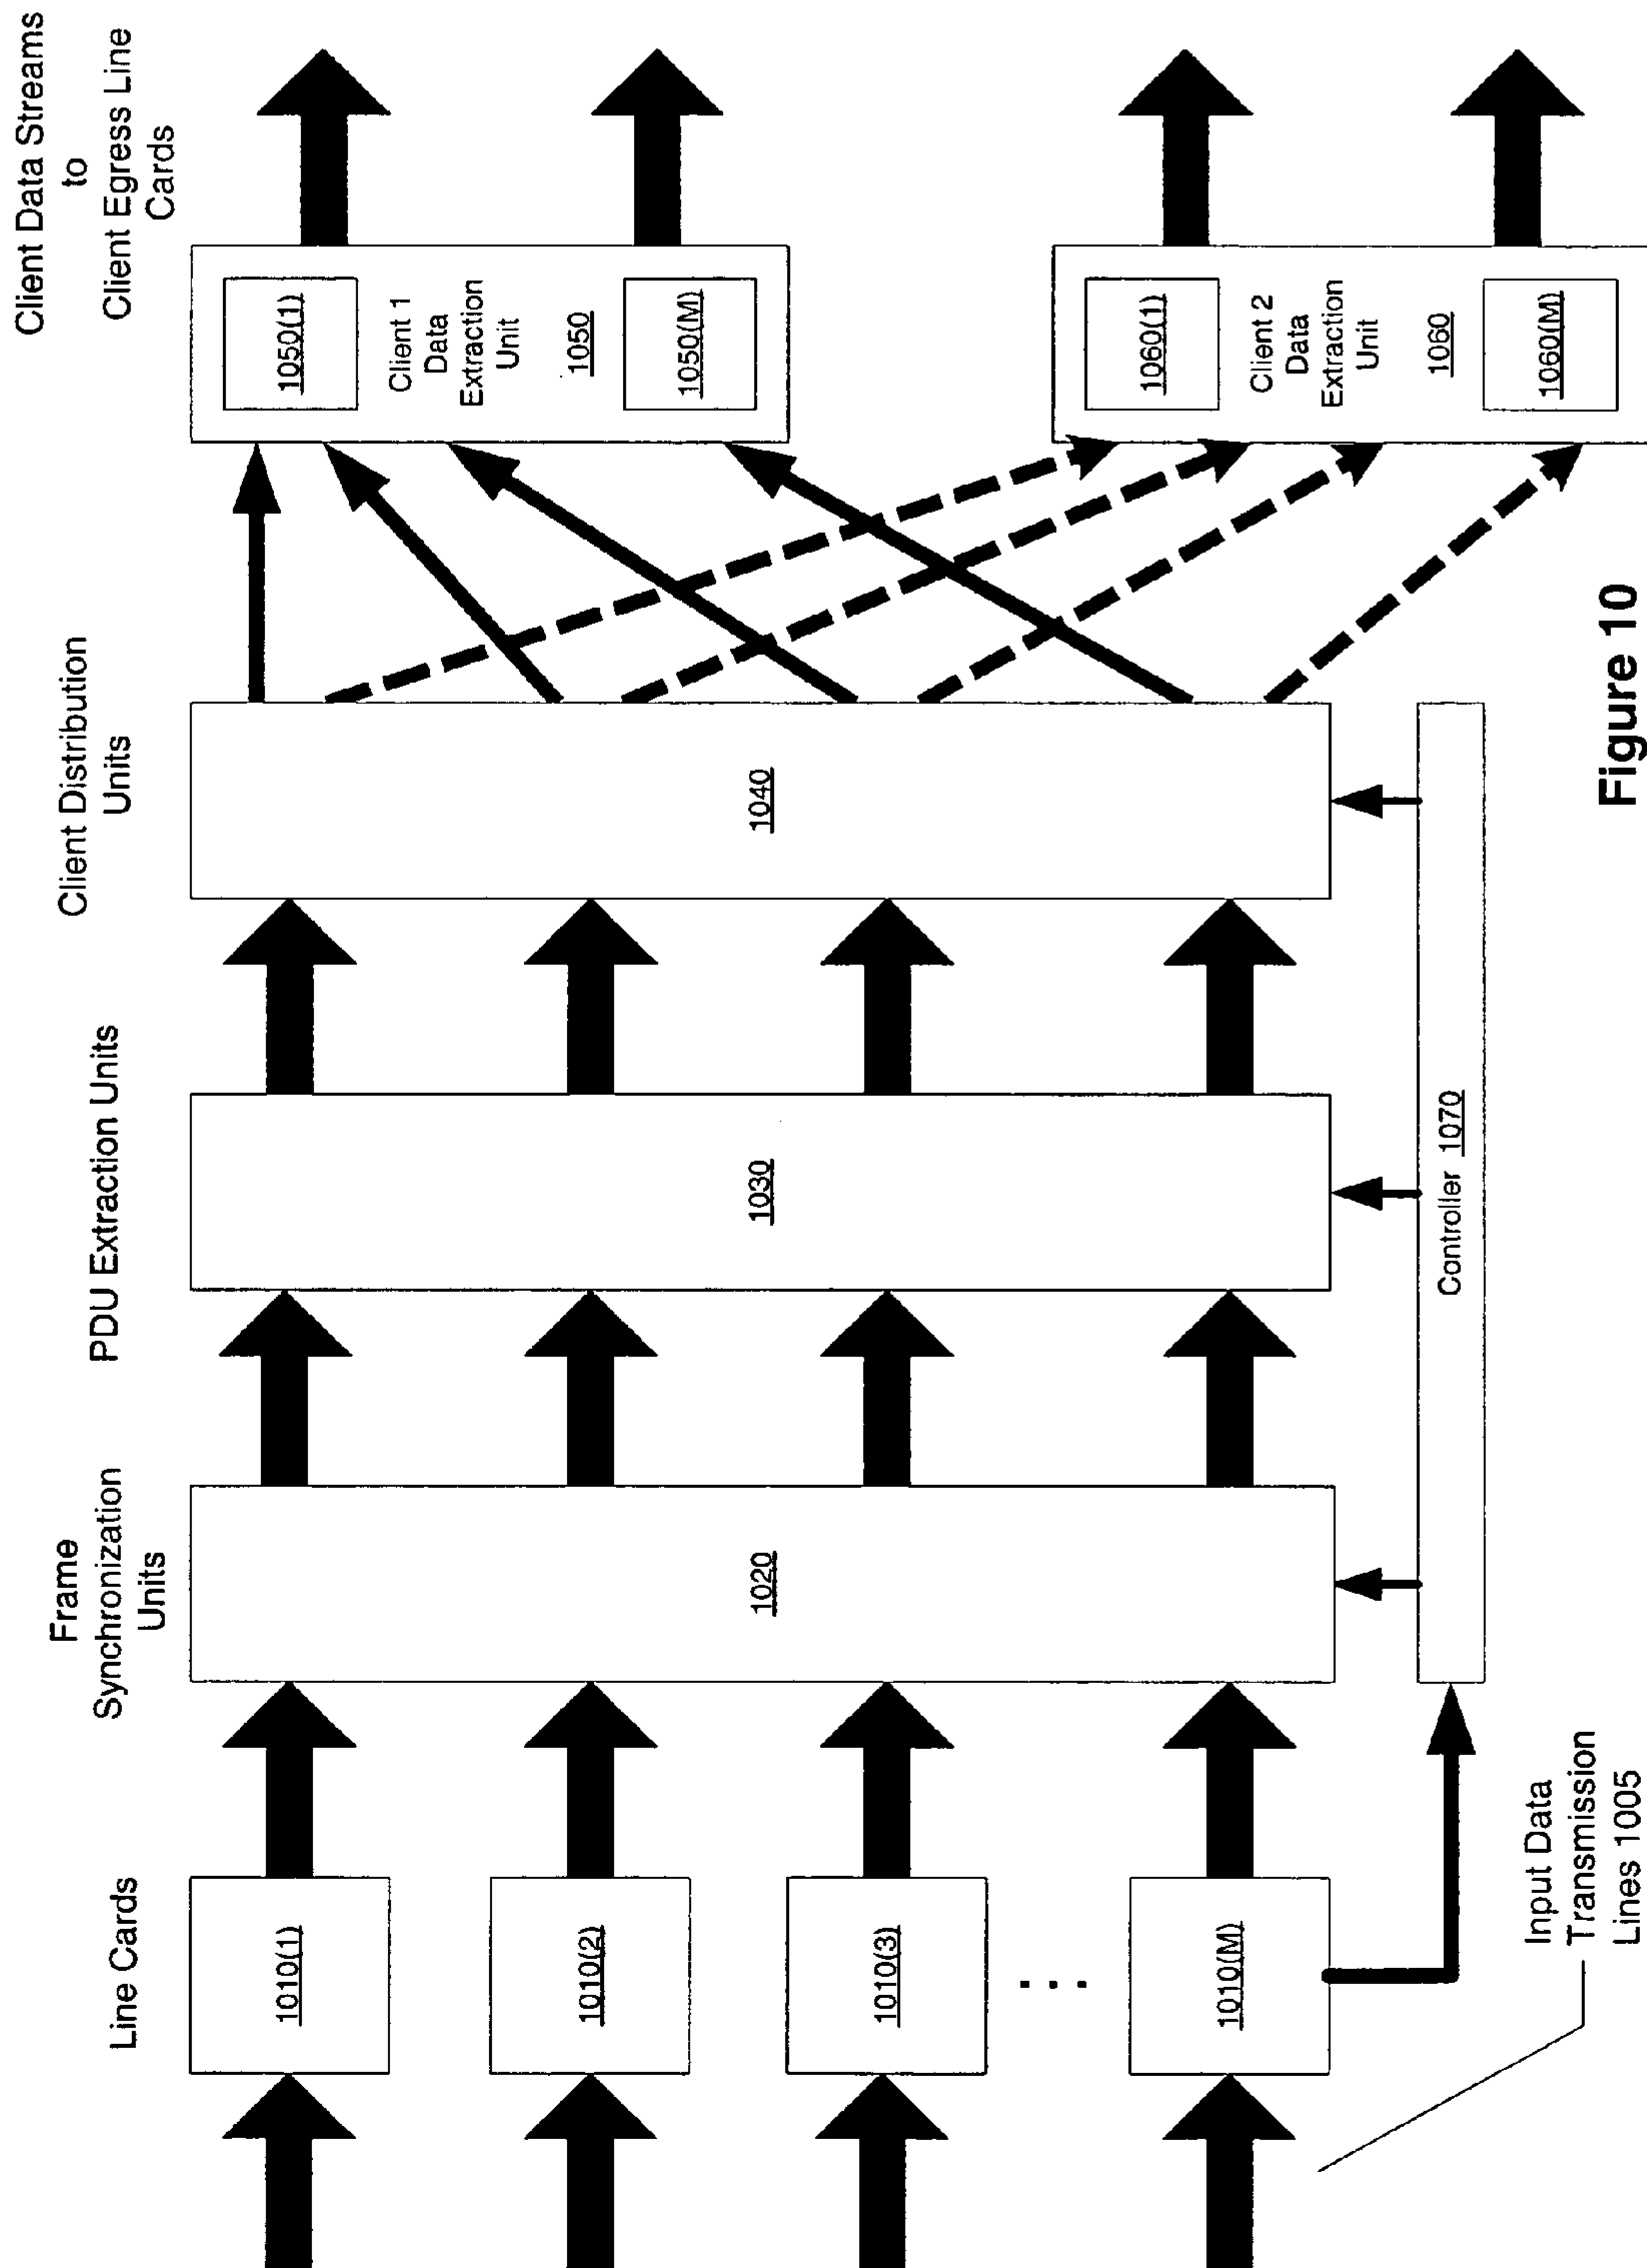 Line Cards
1010(1)
1010(2)
1010(3)
...
1010(M)
Input Data
Transmission
Lines 1005
Frame
Synchronization
Units
1020
PDU Extraction Units
1030
Controller 1070
Client Distribution
Units
1040
Client Data Streams
to
Client Egress Line
Cards
1050(1)
Client 1
Data
Extraction
Unit
1050
1050(M)
1060(1)
Client 2
Data
Extraction
Unit
1060
1060(M)
Figure 10